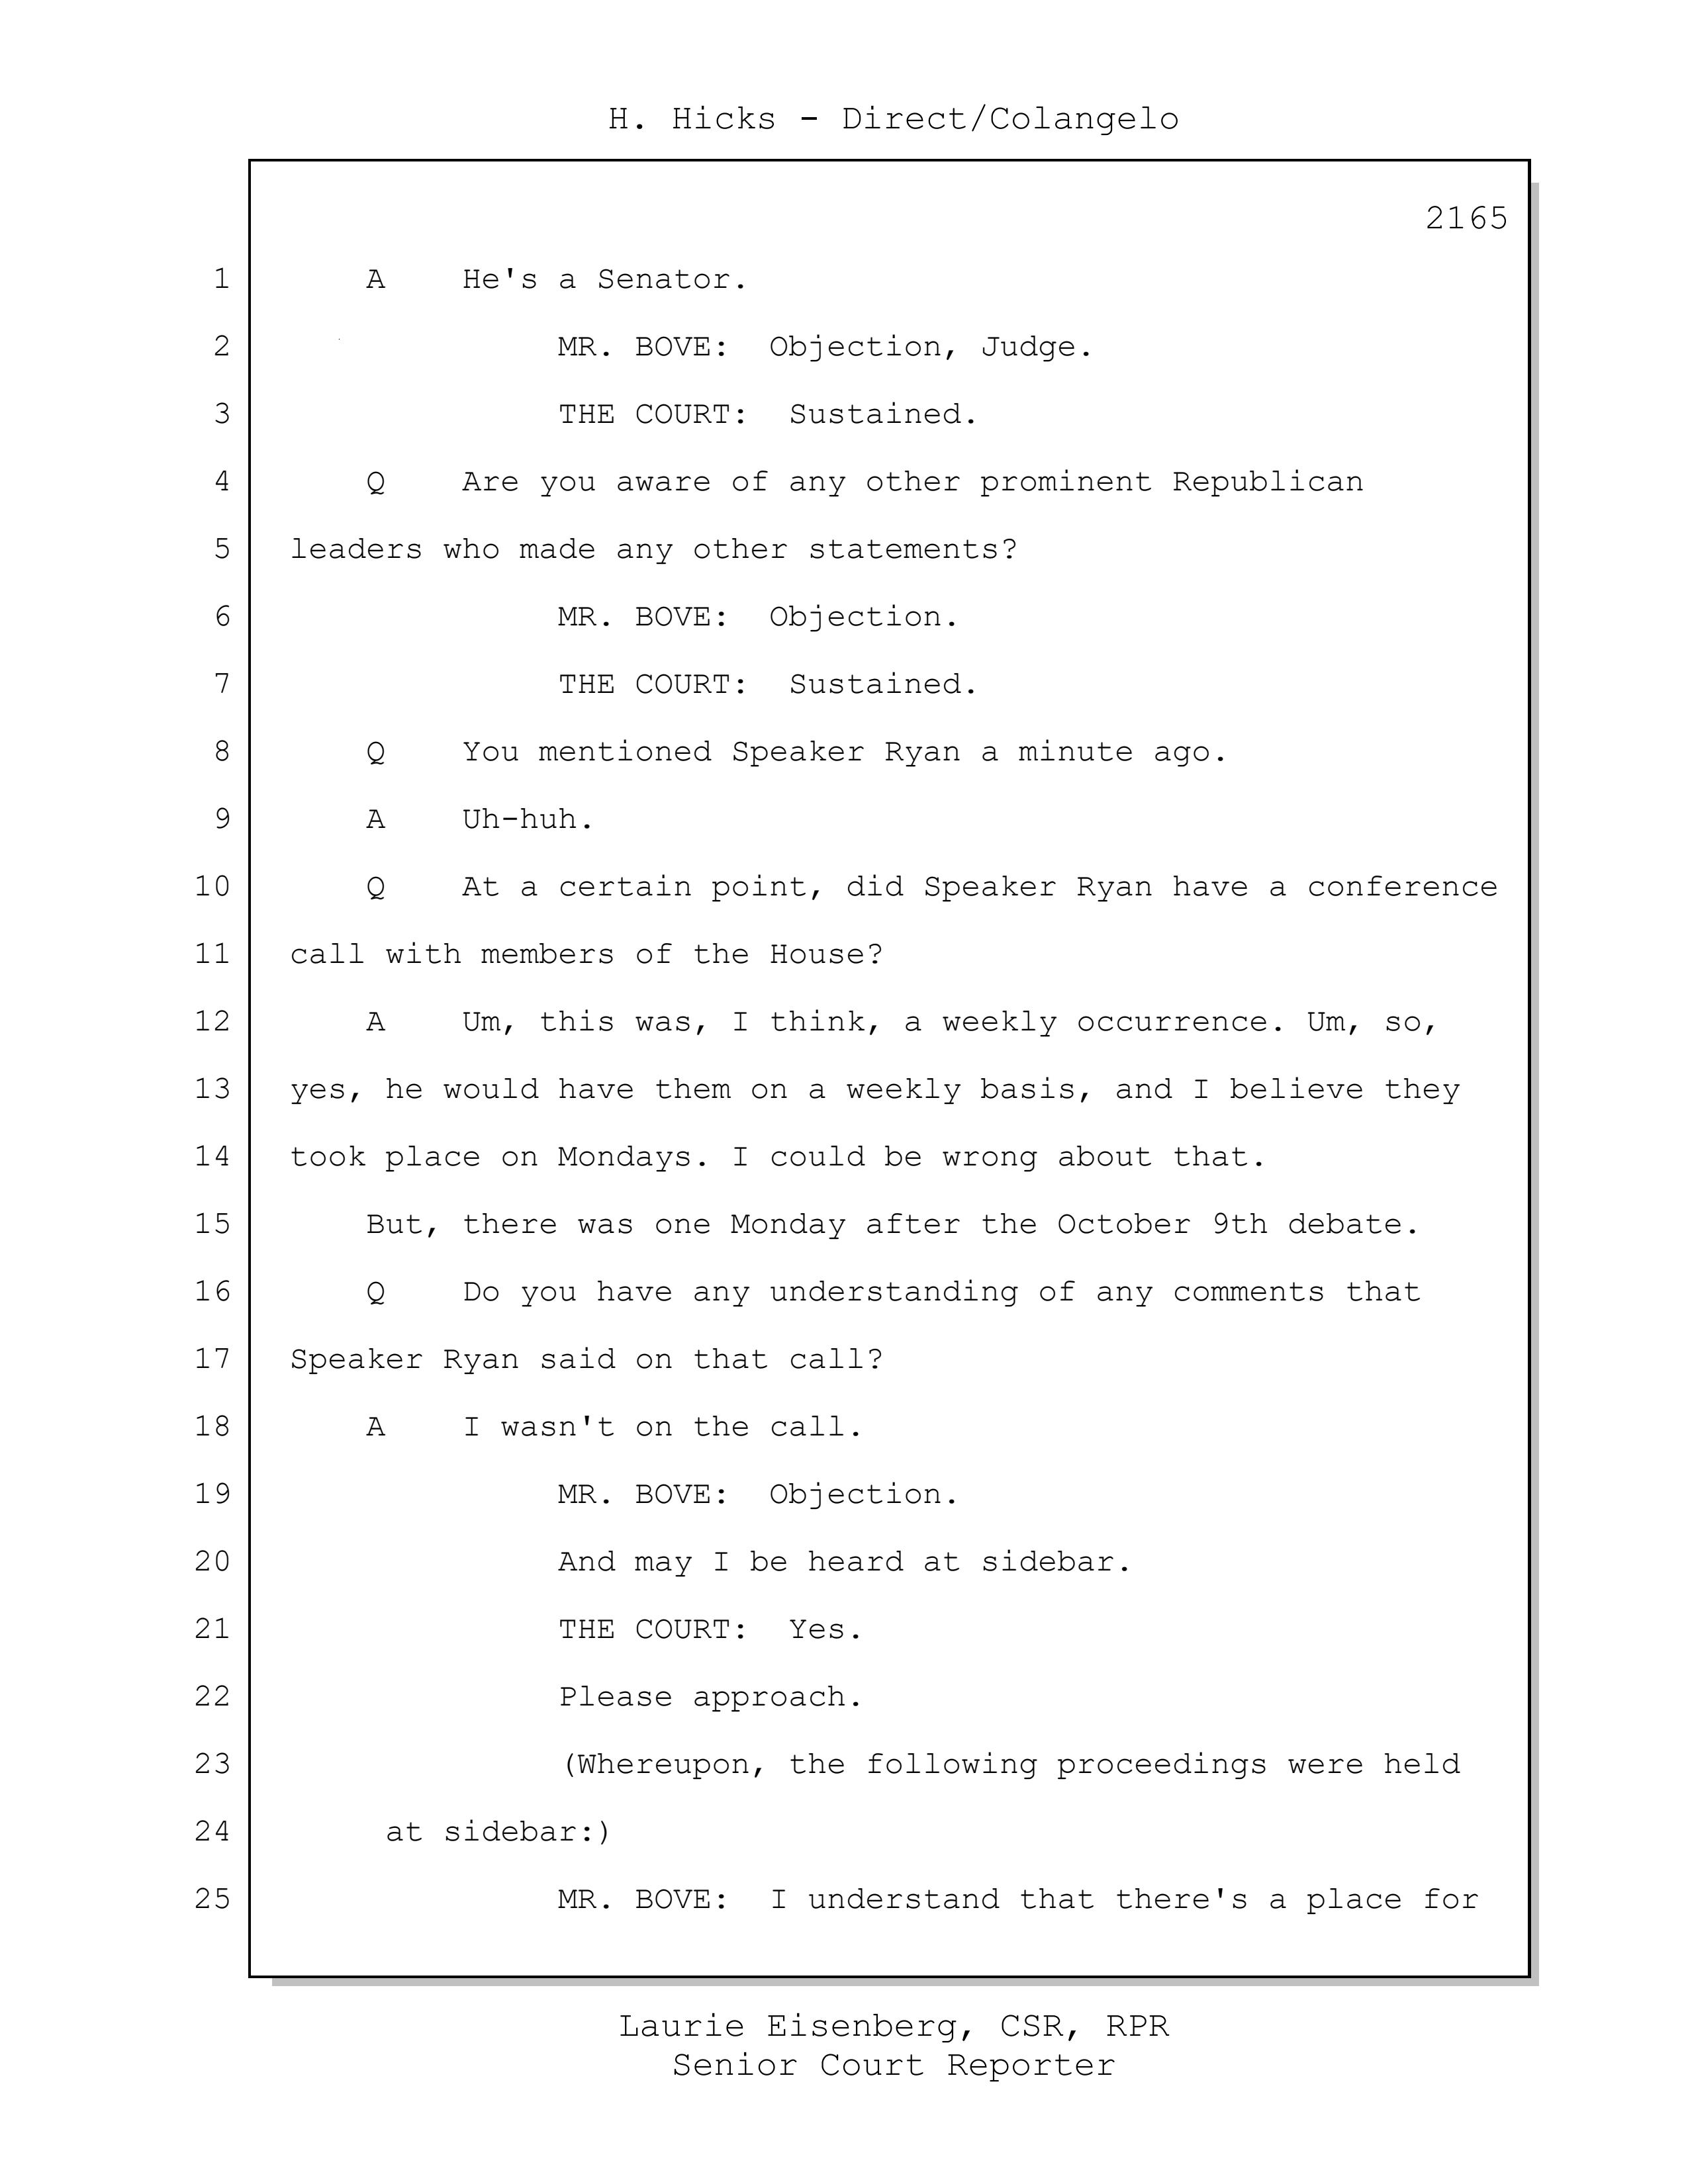 H. Hicks - Direct/Colangelo
2165
1 A He's a Senator.
2 MR. BOVE: Objection, Judge.
3 THE COURT: Sustained.
4 Q Are you aware of any other prominent Republican
5 leaders who made any other statements?
6 MR. BOVE: Objection.
7 THE COURT: Sustained.
8 Q You mentioned Speaker Ryan a minute ago.
9 A Uh-huh.
10 Q At a certain point, did Speaker Ryan have a conference
11 call with members of the House?
12 A Um, this was, I think, a weekly occurrence. Um, so,
13 yes, he would have them on a weekly basis, and I believe they
14 took place on Mondays. I could be wrong about that.
15 But, there was one Monday after the October 9th debate.
16 Q Do you have any understanding of any comments that
17 Speaker Ryan said on that call?
18 A I wasn't on the call.
19 MR. BOVE: Objection.
20 And may I be heard at sidebar.
21 THE COURT: Yes.
22 Please approach.
23 (Whereupon, the following proceedings were held
24 at sidebar:)
25 MR. BOVE: I understand that there's a place for
Laurie Eisenberg, CSR, RPR
Senior Court Reporter